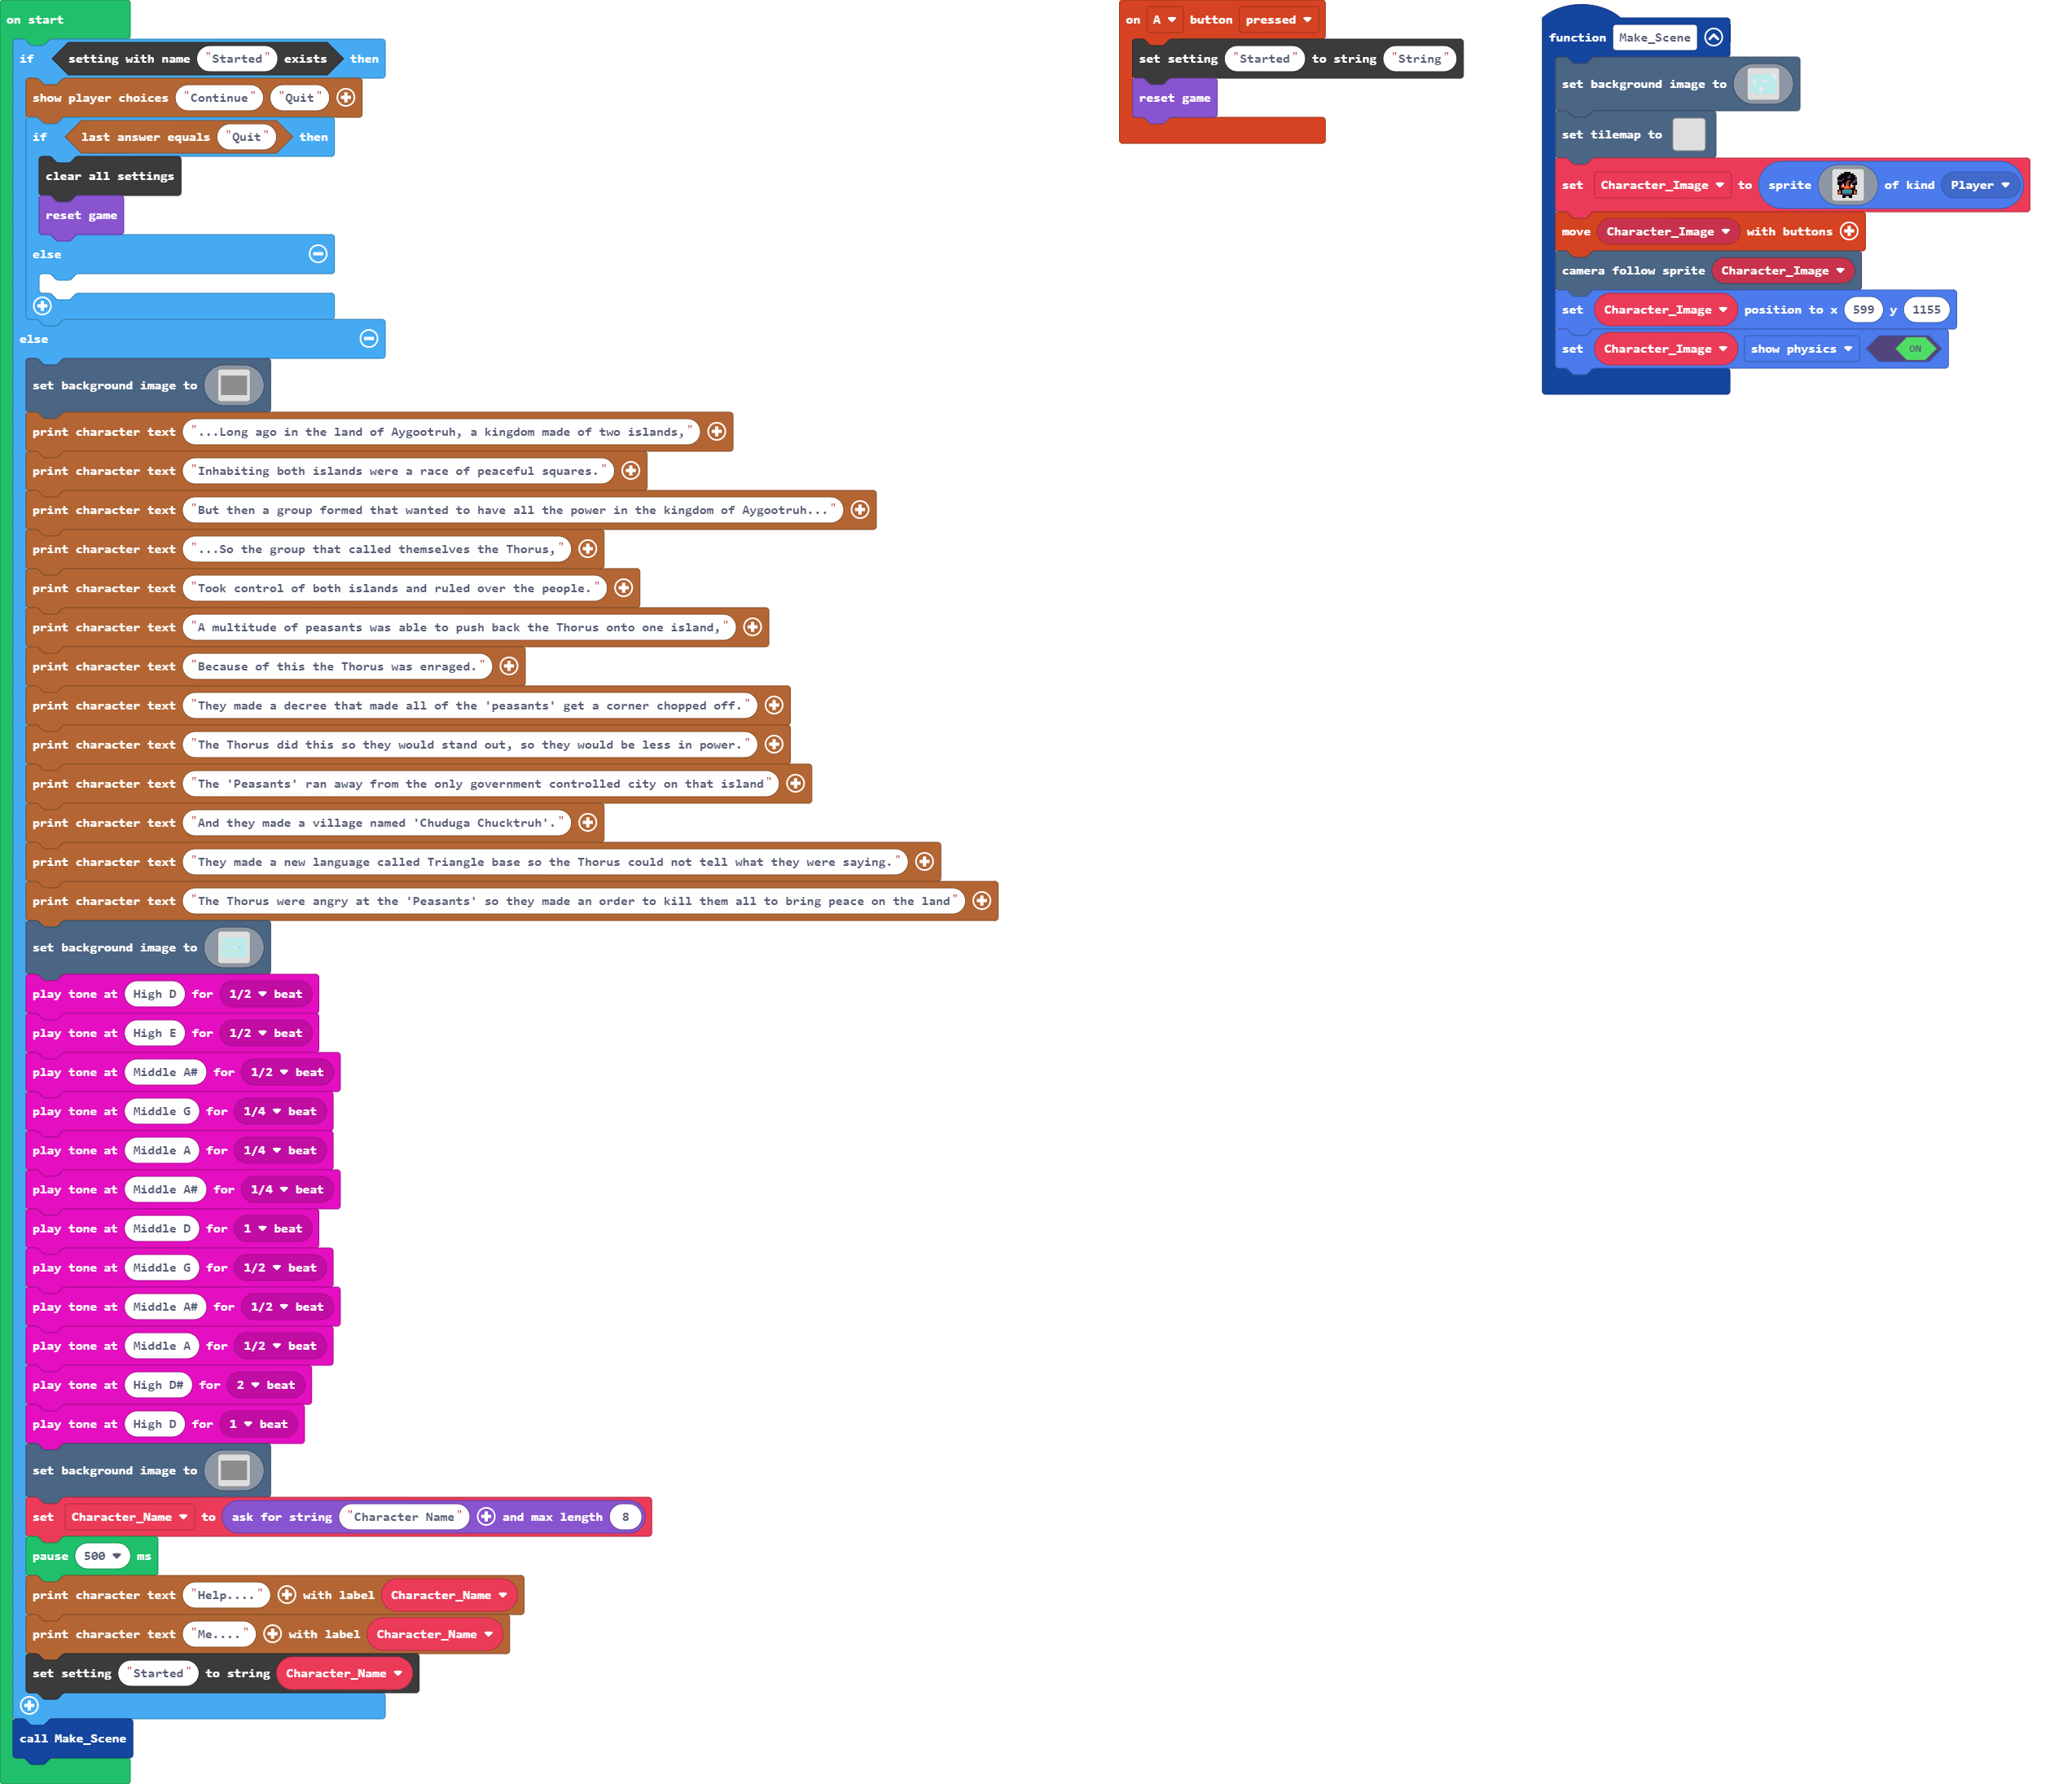 on start
if setting with name "Started" exists then
show player choices "Continue" "Quit"
if last answer equals "Quit" then
clear all settings
reset game
else
else
set background image to
print character text "...Long ago in the land of Aygootruh, a kingdom made of two islands,"
print character text "Inhabiting both islands were a race of peaceful squares."
print character text "But then a group formed that wanted to have all the power in the kingdom of Aygootruh..."
print character text "...So the group that called themselves the Thorus,"
print character text "Took control of both islands and ruled over the people."
print character text "A multitude of peasants was able to push back the Thorus onto one island,"
print character text "Because of this the Thorus was enraged."
print character text "They made a decree that made all of the 'peasants' get a corner chopped off."
print character text "The Thorus did this so they would stand out, so they would be less in power."
print character text "The 'Peasants' ran away from the only government controlled city on that island"
print character text "And they made a village named 'Chuduga Chucktruh'."
print character text "They made a new language called Triangle base so the Thorus could not tell what they were saying."
print character text "The Thorus were angry at the 'Peasants' so they made an order to kill them all to bring peace on the land"
set background image to
play tone at High D for 1/2 beat
play tone at High E for 1/2 beat
play tone at Middle A# for 1/2 beat
play tone at Middle G for 1/4 beat
play tone at Middle A for 1/4 beat
play tone at Middle A# for 1/4 beat
play tone at Middle D for 1 beat
play tone at Middle G for 1/2 beat
play tone at Middle A# for 1/2 beat
play tone at Middle A for 1/2 beat
play tone at High D# for 2 beat
play tone at High D for 1 beat
set background image to
set Character_Name to ask for string "Character Name" and max length 8
pause 500 ms
print character text "Help...." with label Character_Name
print character text "Me...." with label Character_Name
set setting "Started" to string Character_Name
call Make_Scene
on A button pressed
set setting "Started" to string "String"
reset game
function Make_Scene
set background image to
set tilemap to
set Character_Image to sprite of kind Player
move Character_Image with buttons
camera follow sprite Character_Image
set Character_Image position to x 599 y 1155
set Character_Image show physics ON